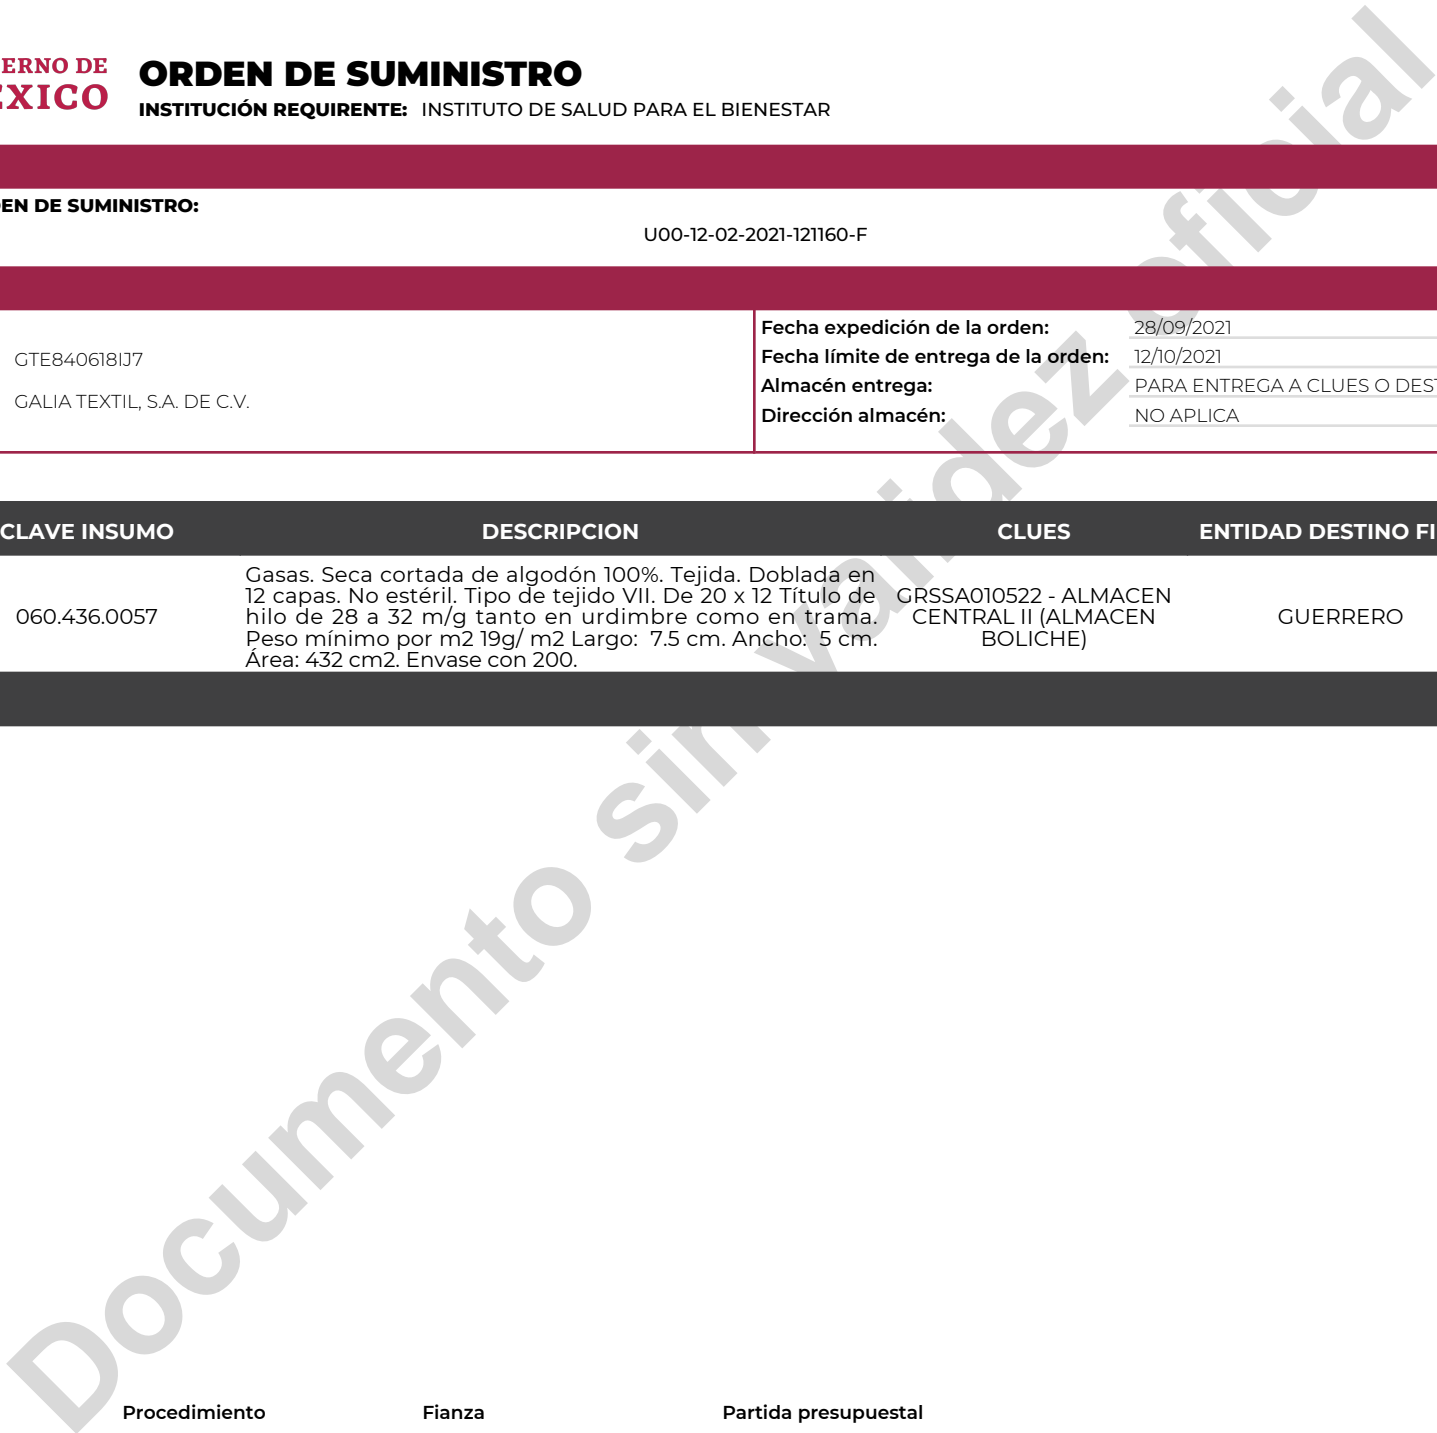 ERNO DE
EXICO
ORDEN DE SUMINISTRO
INSTITUCIÓN REQUIRENTE: INSTITUTO DE SALUD PARA EL BIENESTAR
EN DE SUMINISTRO:
U00-12-02-2021-121160-F
GTE840618IJ7
GALIA TEXTIL, S.A. DE C.V.
Fecha expedición de la orden: 28/09/2021
Fecha límite de entrega de la orden: 12/10/2021
Almacén entrega: PARA ENTREGA A CLUES O DEST
Dirección almacén: NO APLICA
CLAVE INSUMO DESCRIPCION CLUES ENTIDAD DESTINO FI
060.436.0057
Gasas. Seca cortada de algodón 100%. Tejida. Doblada en
12 capas. No estéril. Tipo de tejido VII. De 20 x 12 Título de
hilo de 28 a 32 m/g tanto en urdimbre como en trama.
Peso mínimo por m2 19g/ m2 Largo: 7.5 cm. Ancho: 5 cm.
Área: 432 cm2. Envase con 200.
GRSSA010522 - ALMACEN
CENTRAL II (ALMACEN
BOLICHE)
GUERRERO
Documento sin validez oficial
Procedimiento Fianza Partida presupuestal